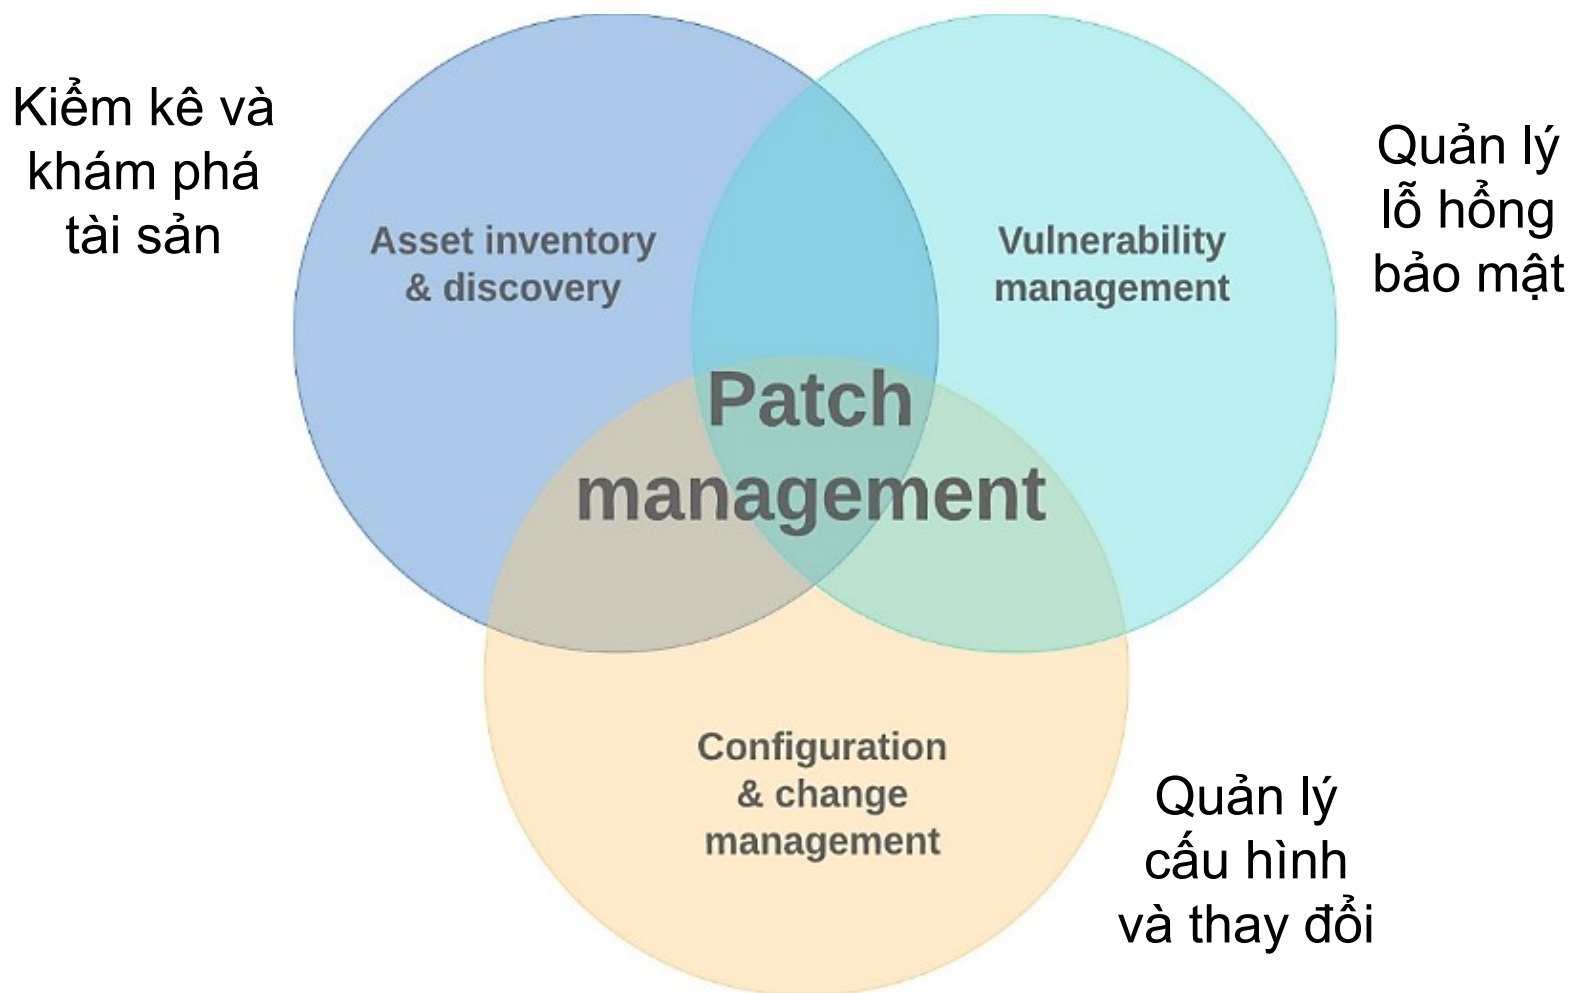 Kiểm kê và
khám phá
tài sản
Asset inventory
& discovery
Vulnerability
management
Quản lý
lỗ hổng
bảo mật
Patch
management
Configuration
& change
management
Quản lý
cấu hình
và thay đổi